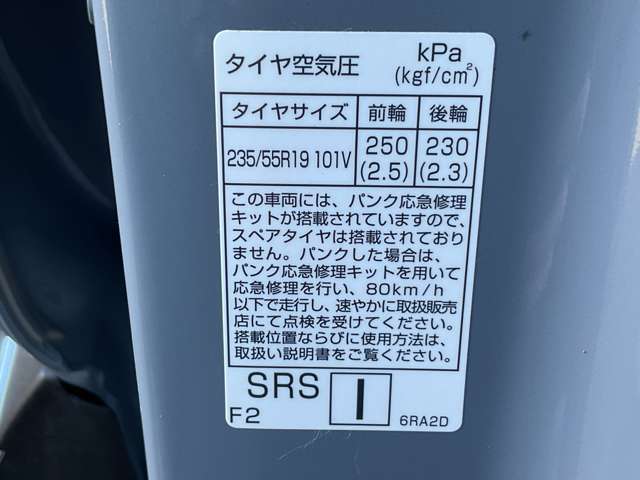 タイヤ空気圧 kPa
(kgf/cm²)
タイヤサイズ 前輪 後輪
235/55R19 101V 250 230
(2.5) (2.3)
この車両には、パンク応急修理
キットが搭載されていますので、
スペアタイヤは搭載されており
ません。パンクした場合は、
パンク応急修理キットを用いて
応急修理を行い、80km/h
以下で走行し、速やかに取扱販売
店にて点検を受けてください。
搭載位置ならびに使用方法は、
取扱い説明書をご覧ください。
SRS I
F2 6RA2D